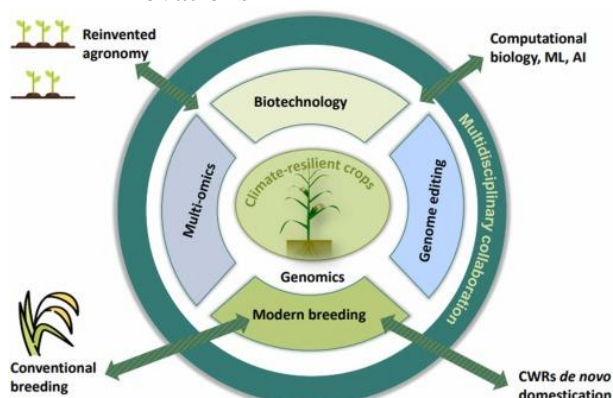 Reinvented
agronomy
Computational
biology, ML, AI
Biotechnology
Multi-omics
Climate-resilient crops
Genome editing
Multidisciplinary collaboration
Genomics
Modern breeding
Conventional
breeding
CWRs de novo
domestication